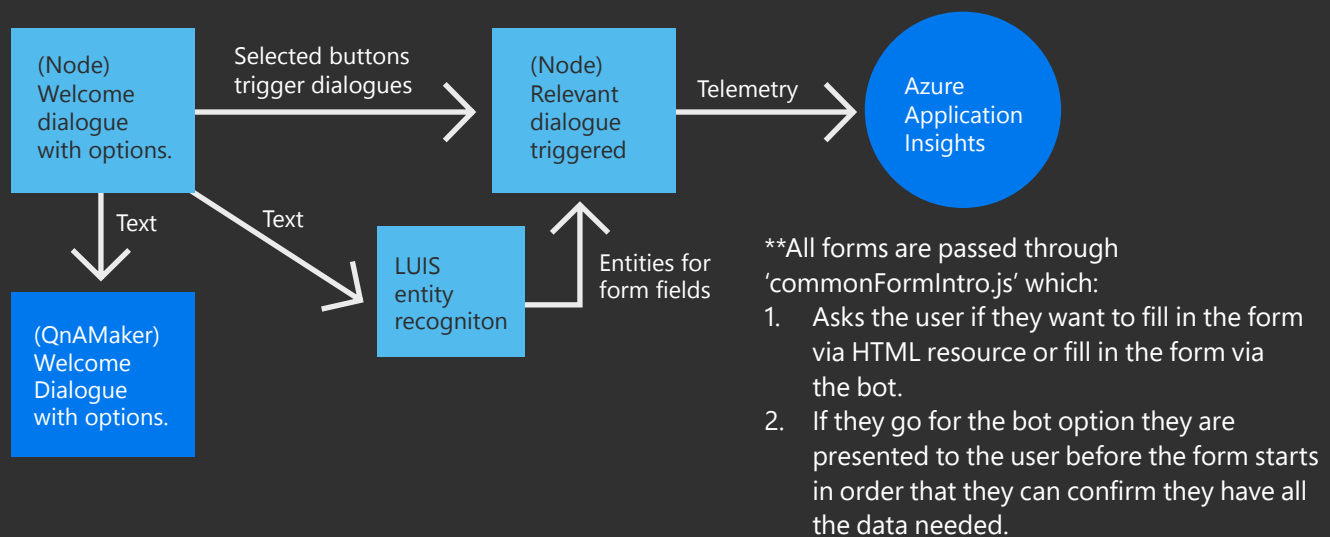 (Node)
Welcome
dialogue
with options.
Selected buttons
trigger dialogues
(Node)
Relevant
dialogue
triggered
Telemetry
Azure
Application
Insights
Text
Text
(QnAMaker)
Welcome
Dialogue
with options.
LUIS
entity
recogniton
Entities for
form fields
**All forms are passed through
‘commonFormIntro.js’ which:
1. Asks the user if they want to fill in the form
via HTML resource or fill in the form via
the bot.
2. If they go for the bot option they are
presented to the user before the form starts
in order that they can confirm they have all
the data needed.